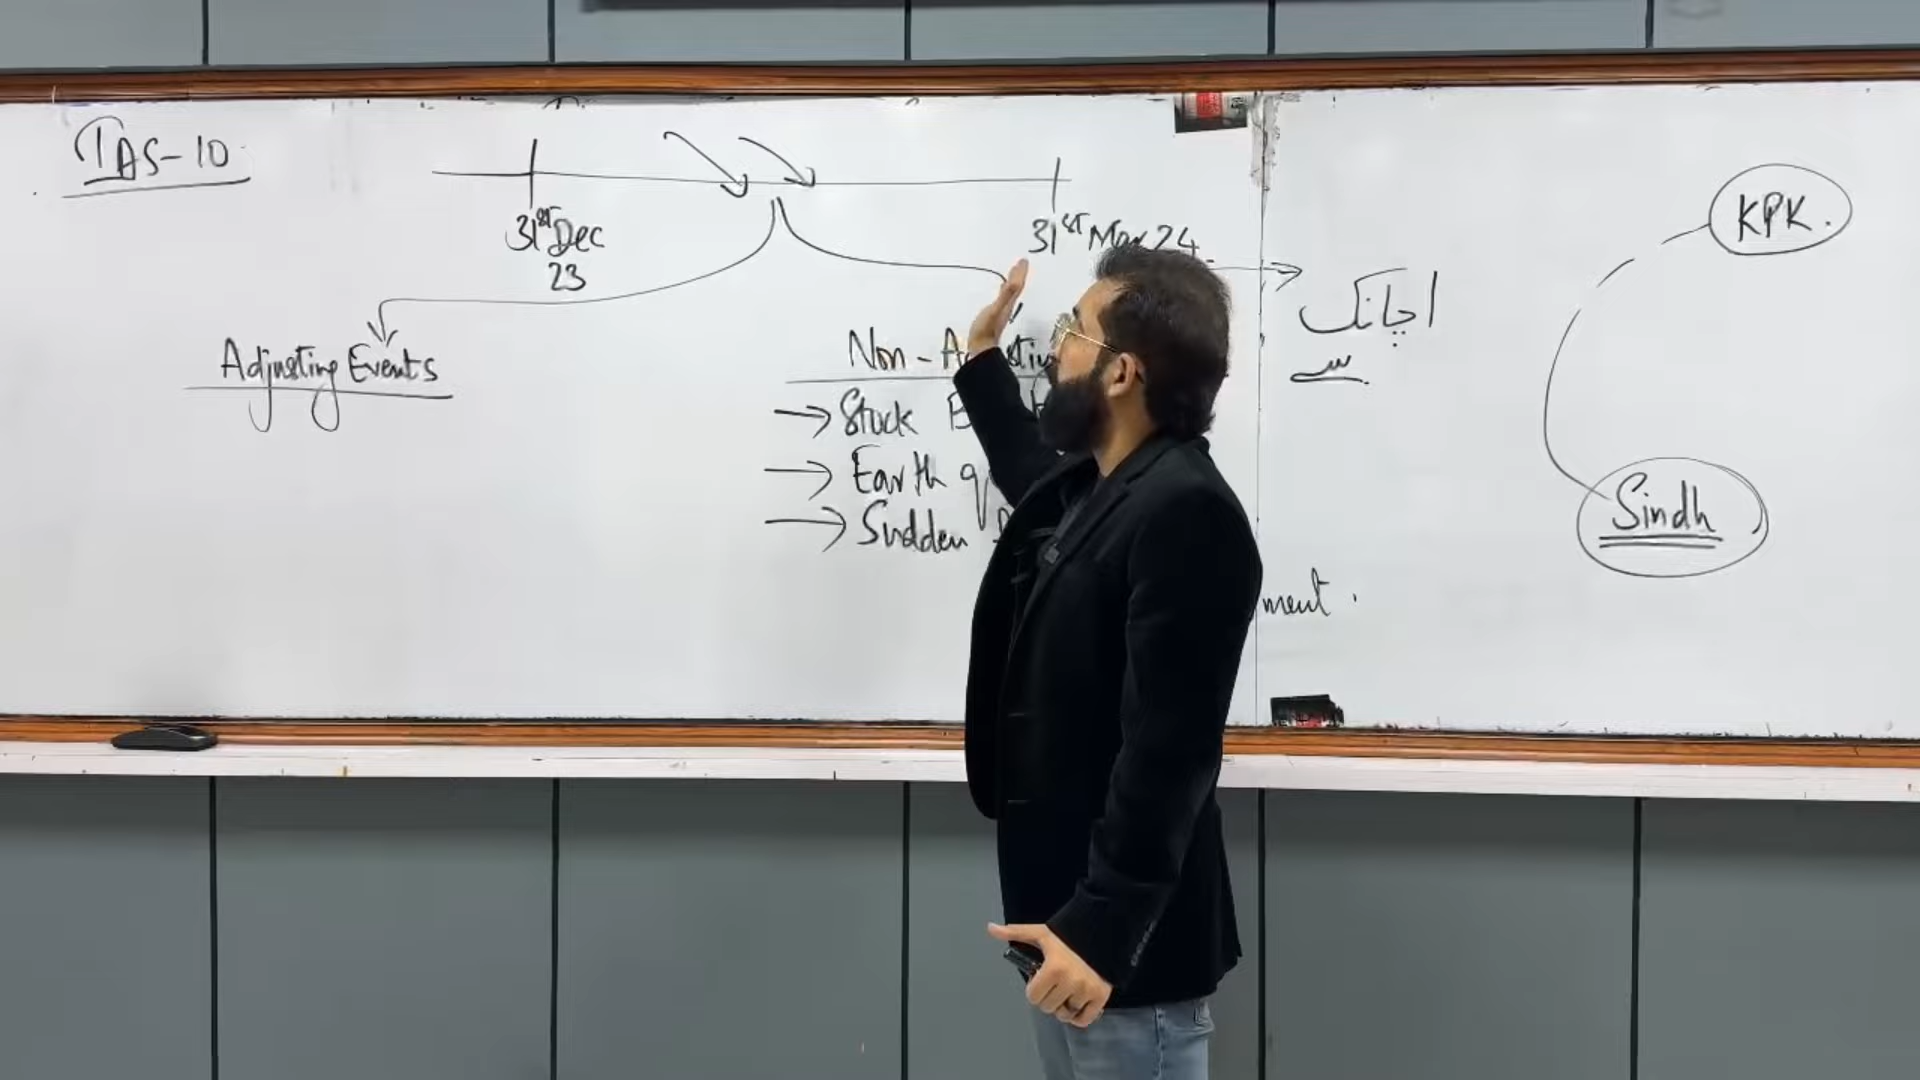 IAS-10
31st Dec
23
31st Mar 24
Adjusting Events
Non-
→ Stock
→ Earth
→ Sudden
ment.
اچانک
سے
KPK.
Sindh